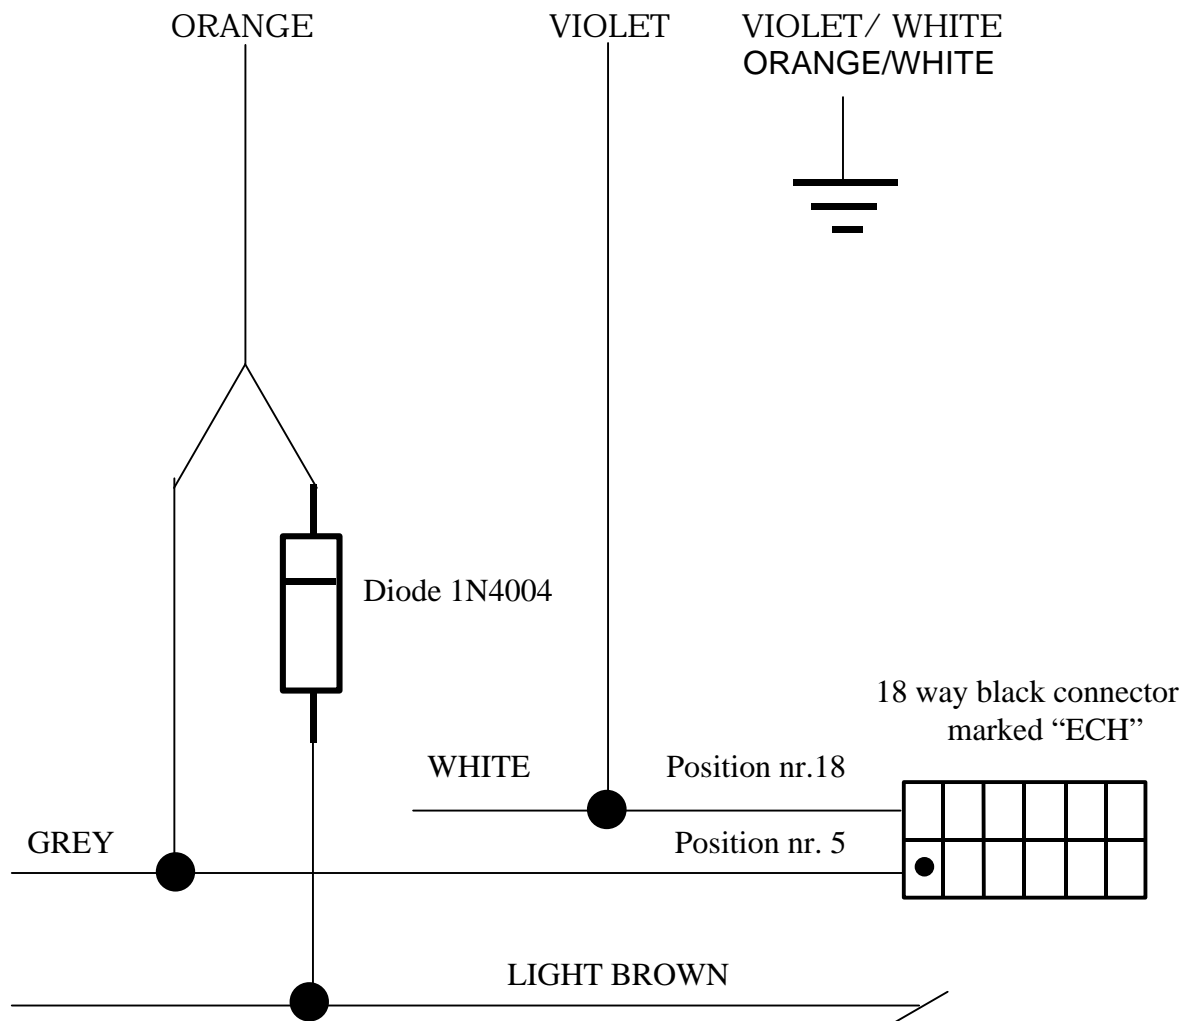 ORANGE
VIOLET
VIOLET/ WHITE
ORANGE/WHITE
Diode 1N4004
18 way black connector
marked “ECH”
WHITE
Position nr.18
GREY
Position nr. 5
LIGHT BROWN